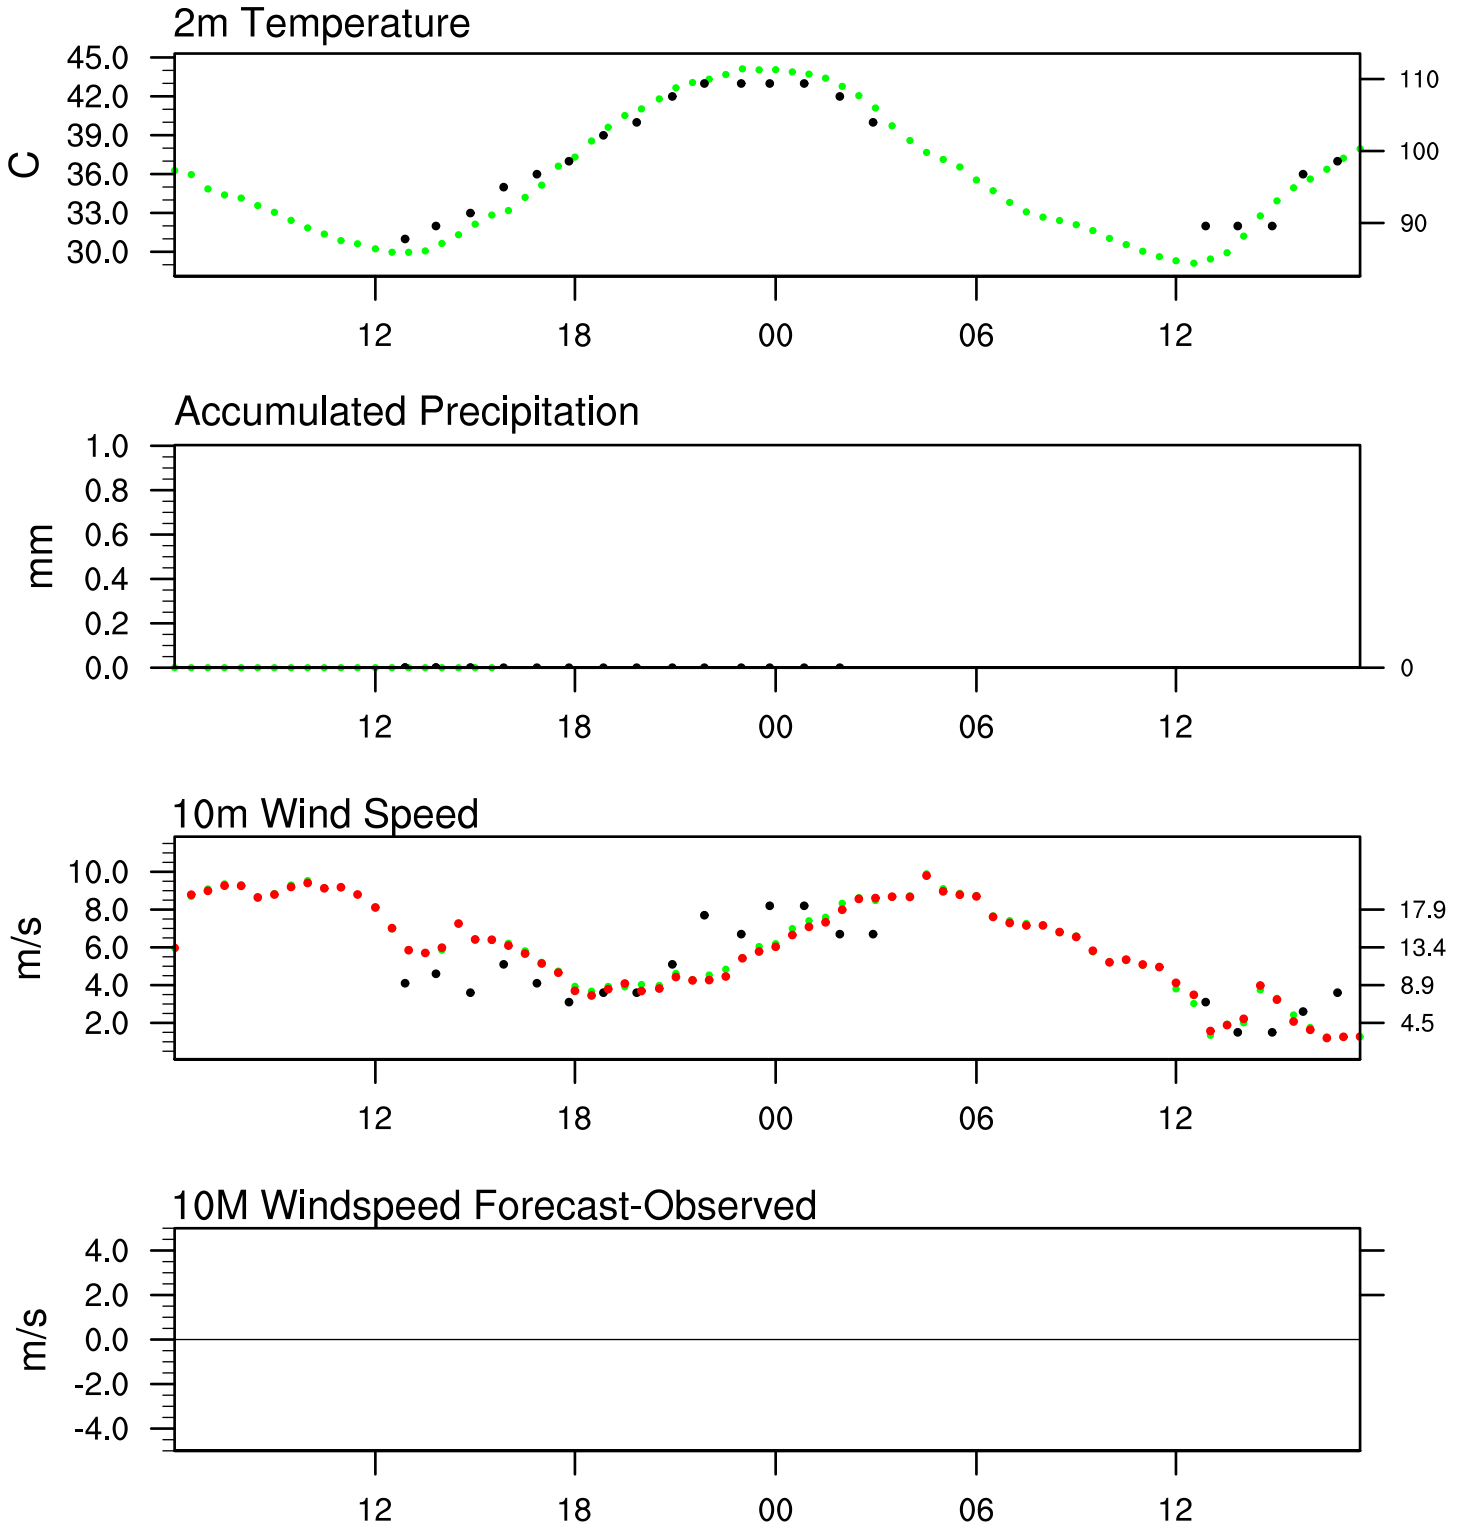 2m Temperature
45.0
42.0
39.0
36.0
33.0
30.0
C
110
100
90
12 18 00 06 12
Accumulated Precipitation
1.0
0.8
0.6
0.4
0.2
0.0
mm
0
12 18 00 06 12
10m Wind Speed
10.0
8.0
6.0
4.0
2.0
m/s
17.9
13.4
8.9
4.5
12 18 00 06 12
10M Windspeed Forecast-Observed
4.0
2.0
0.0
-2.0
-4.0
m/s
12 18 00 06 12